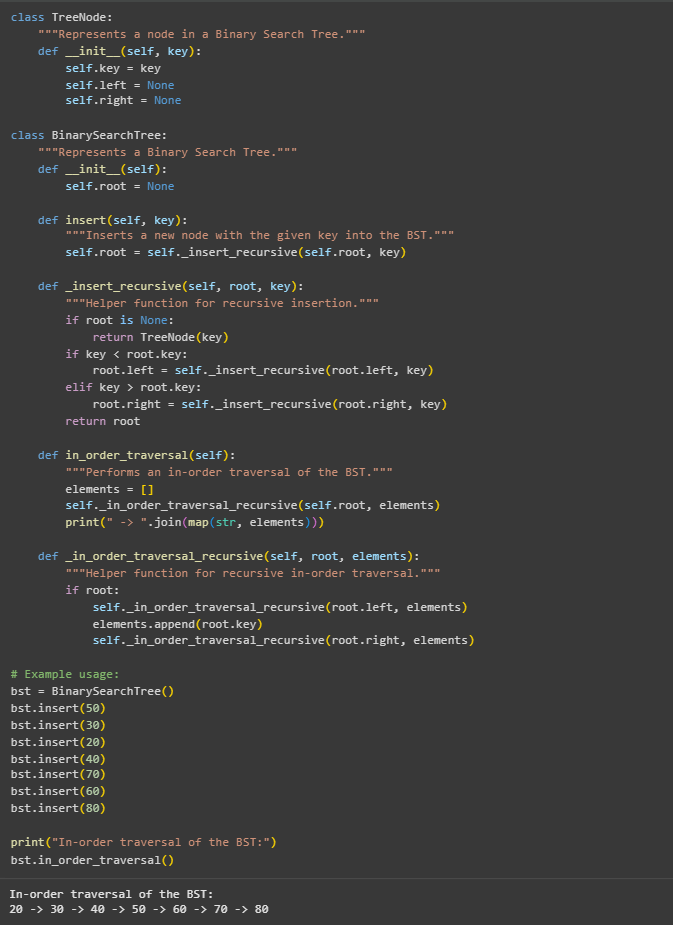 class TreeNode:
    """Represents a node in a Binary Search Tree."""
    def __init__(self, key):
        self.key = key
        self.left = None
        self.right = None

class BinarySearchTree:
    """Represents a Binary Search Tree."""
    def __init__(self):
        self.root = None

    def insert(self, key):
        """Inserts a new node with the given key into the BST."""
        self.root = self._insert_recursive(self.root, key)

    def _insert_recursive(self, root, key):
        """Helper function for recursive insertion."""
        if root is None:
            return TreeNode(key)
        if key < root.key:
            root.left = self._insert_recursive(root.left, key)
        elif key > root.key:
            root.right = self._insert_recursive(root.right, key)
        return root

    def in_order_traversal(self):
        """Performs an in-order traversal of the BST."""
        elements = []
        self._in_order_traversal_recursive(self.root, elements)
        print(" -> ".join(map(str, elements)))

    def _in_order_traversal_recursive(self, root, elements):
        """Helper function for recursive in-order traversal."""
        if root:
            self._in_order_traversal_recursive(root.left, elements)
            elements.append(root.key)
            self._in_order_traversal_recursive(root.right, elements)

# Example usage:
bst = BinarySearchTree()
bst.insert(50)
bst.insert(30)
bst.insert(20)
bst.insert(40)
bst.insert(70)
bst.insert(60)
bst.insert(80)

print("In-order traversal of the BST:")
bst.in_order_traversal()

In-order traversal of the BST:
20 -> 30 -> 40 -> 50 -> 60 -> 70 -> 80